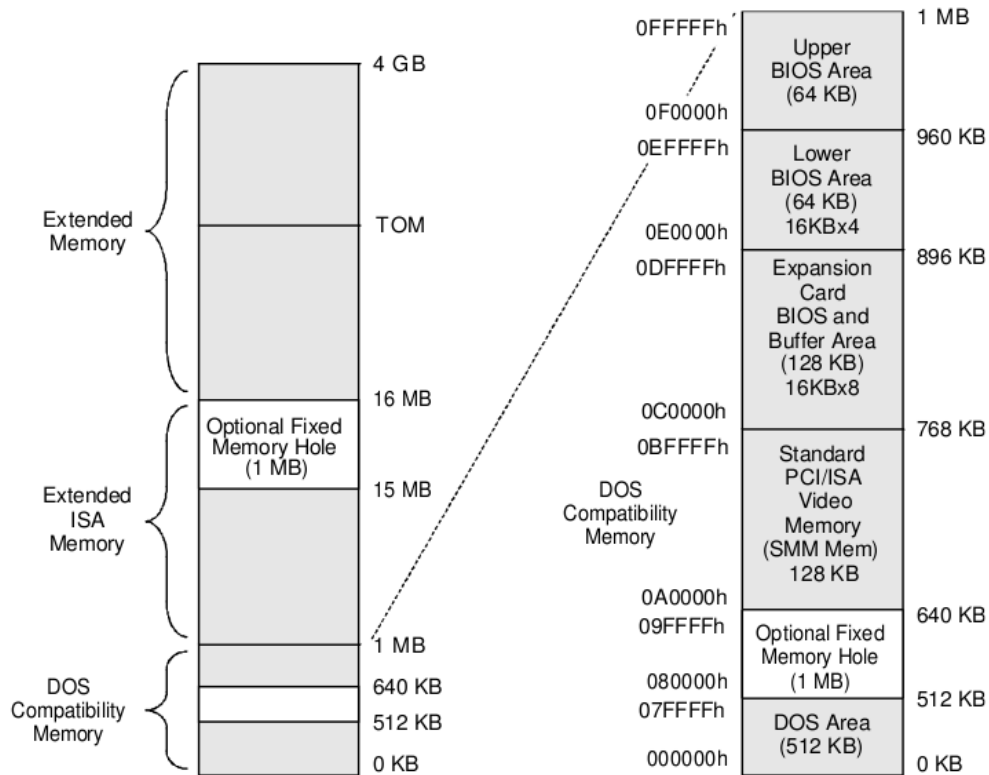 4 GB
Extended
Memory
TOM
16 MB
Optional Fixed
Memory Hole
(1 MB)
15 MB
Extended
ISA
Memory
1 MB
640 KB
DOS
Compatibility
Memory
512 KB
0 KB
DOS
Compatibility
Memory
0FFFFFh
1 MB
Upper
BIOS Area
(64 KB)
0F0000h
960 KB
0EFFFFh
Lower
BIOS Area
(64 KB)
16KBx4
0E0000h
896 KB
0DFFFFh
Expansion
Card
BIOS and
Buffer Area
(128 KB)
16KBx8
0C0000h
768 KB
0BFFFFh
Standard
PCI/ISA
Video
Memory
(SMM Mem)
128 KB
0A0000h
640 KB
09FFFFh
Optional Fixed
Memory Hole
(1 MB)
080000h
512 KB
07FFFFh
DOS Area
(512 KB)
000000h
0 KB